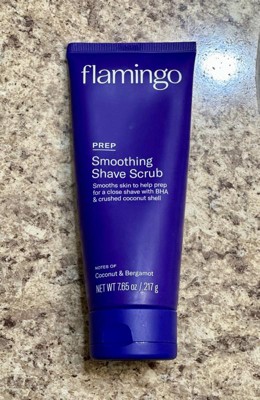 flamingo
PREP
Smoothing
Shave Scrub
Smooths skin to help prep
for a close shave with BHA
& crushed coconut shell
NOTES OF
Coconut & Bergamot
NET WT 7.65 oz / 217 g